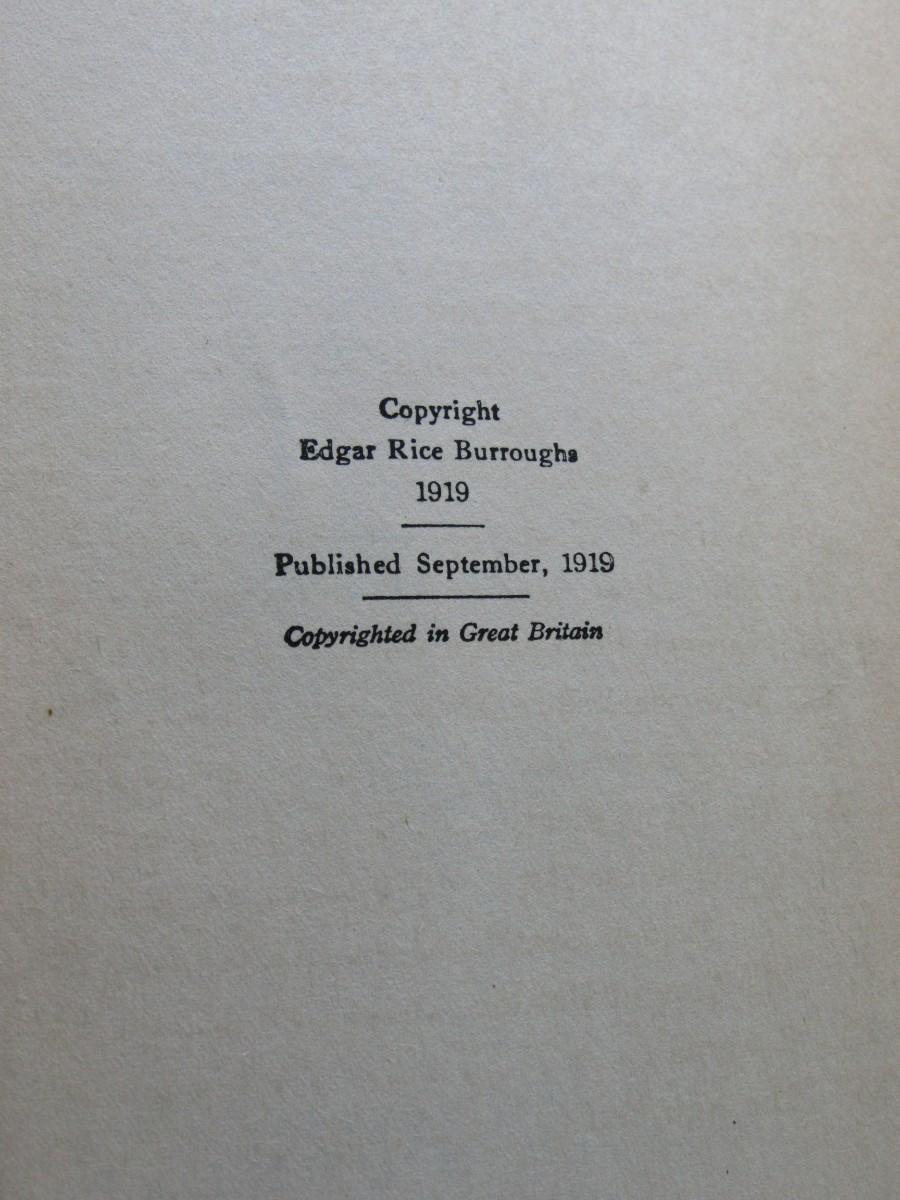 Copyright
Edgar Rice Burroughs
1919
Published September, 1919
Copyrighted in Great Britain